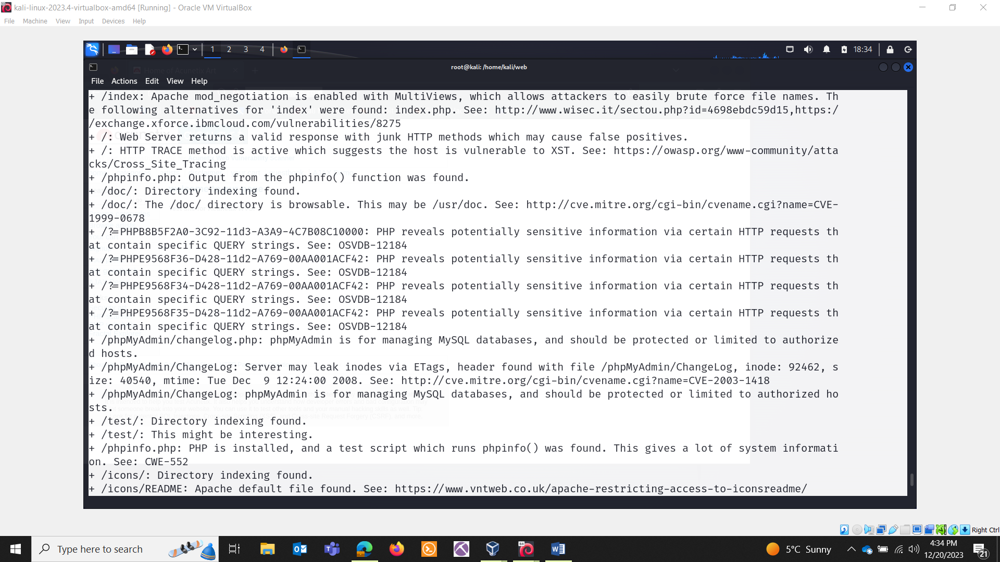 kali-linux-2023.4-virtualbox-amd64 [Running] - Oracle VM VirtualBox
File Machine View Input Devices Help
1 2 3 4 18:34
Home of Acunetix Art
root@kali: /home/kali/web
File Actions Edit View Help
+ /index: Apache mod_negotiation is enabled with MultiViews, which allows attackers to easily brute force file names. Th
e following alternatives for 'index' were found: index.php. See: http://www.wisec.it/sectou.php?id=4698ebdc59d15,https:/
/exchange.xforce.ibmcloud.com/vulnerabilities/8275
+ /: Web Server returns a valid response with junk HTTP methods which may cause false positives.
+ /: HTTP TRACE method is active which suggests the host is vulnerable to XST. See: https://owasp.org/www-community/atta
cks/Cross_Site_Tracing
+ /phpinfo.php: Output from the phpinfo() function was found.
+ /doc/: Directory indexing found.
+ /doc/: The /doc/ directory is browsable. This may be /usr/doc. See: http://cve.mitre.org/cgi-bin/cvename.cgi?name=CVE-
1999-0678
+ /?=PHPB8B5F2A0-3C92-11d3-A3A9-4C7B08C10000: PHP reveals potentially sensitive information via certain HTTP requests th
at contain specific QUERY strings. See: OSVDB-12184
+ /?=PHPE9568F36-D428-11d2-A769-00AA001ACF42: PHP reveals potentially sensitive information via certain HTTP requests th
at contain specific QUERY strings. See: OSVDB-12184
+ /?=PHPE9568F34-D428-11d2-A769-00AA001ACF42: PHP reveals potentially sensitive information via certain HTTP requests th
at contain specific QUERY strings. See: OSVDB-12184
+ /?=PHPE9568F35-D428-11d2-A769-00AA001ACF42: PHP reveals potentially sensitive information via certain HTTP requests th
at contain specific QUERY strings. See: OSVDB-12184
+ /phpMyAdmin/changelog.php: phpMyAdmin is for managing MySQL databases, and should be protected or limited to authorize
d hosts.
+ /phpMyAdmin/ChangeLog: Server may leak inodes via ETags, header found with file /phpMyAdmin/ChangeLog, inode: 92462, s
ize: 40540, mtime: Tue Dec  9 12:24:00 2008. See: http://cve.mitre.org/cgi-bin/cvename.cgi?name=CVE-2003-1418
+ /phpMyAdmin/ChangeLog: phpMyAdmin is for managing MySQL databases, and should be protected or limited to authorized ho
sts.
+ /test/: Directory indexing found.
+ /test/: This might be interesting.
+ /phpinfo.php: PHP is installed, and a test script which runs phpinfo() was found. This gives a lot of system informati
on. See: CWE-552
+ /icons/: Directory indexing found.
+ /icons/README: Apache default file found. See: https://www.vntweb.co.uk/apache-restricting-access-to-iconsreadme/
Right Ctrl
Type here to search
5°C Sunny
4:34 PM
12/20/2023
21